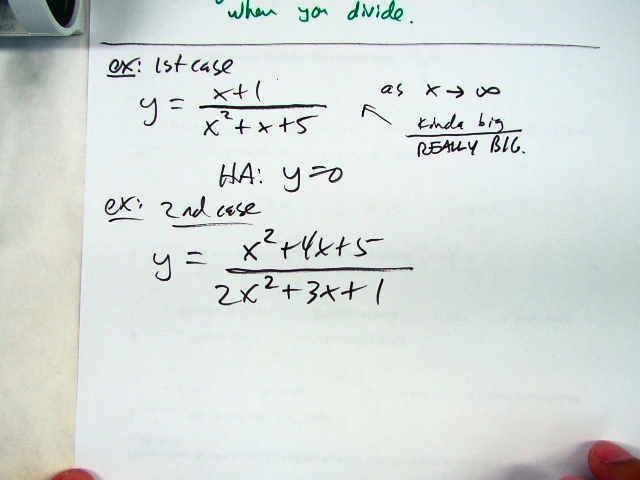 when you divide.
ex: 1st case
y = x+1 / x²+x+5
as x → ∞
kinda big / REALLY BIG.
HA: y=0
ex: 2nd case
y = x²+4x+5 / 2x²+3x+1